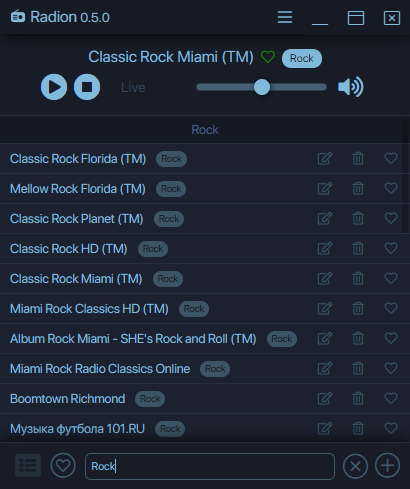 Radion 0.5.0
Classic Rock Miami (TM) Rock
Live
Rock
Classic Rock Florida (TM) Rock
Mellow Rock Florida (TM) Rock
Classic Rock Planet (TM) Rock
Classic Rock HD (TM) Rock
Classic Rock Miami (TM) Rock
Miami Rock Classics HD (TM) Rock
Album Rock Miami - SHE's Rock and Roll (TM) Rock
Miami Rock Radio Classics Online Rock
Boomtown Richmond Rock
Музыка футбола 101.RU Rock
Rock